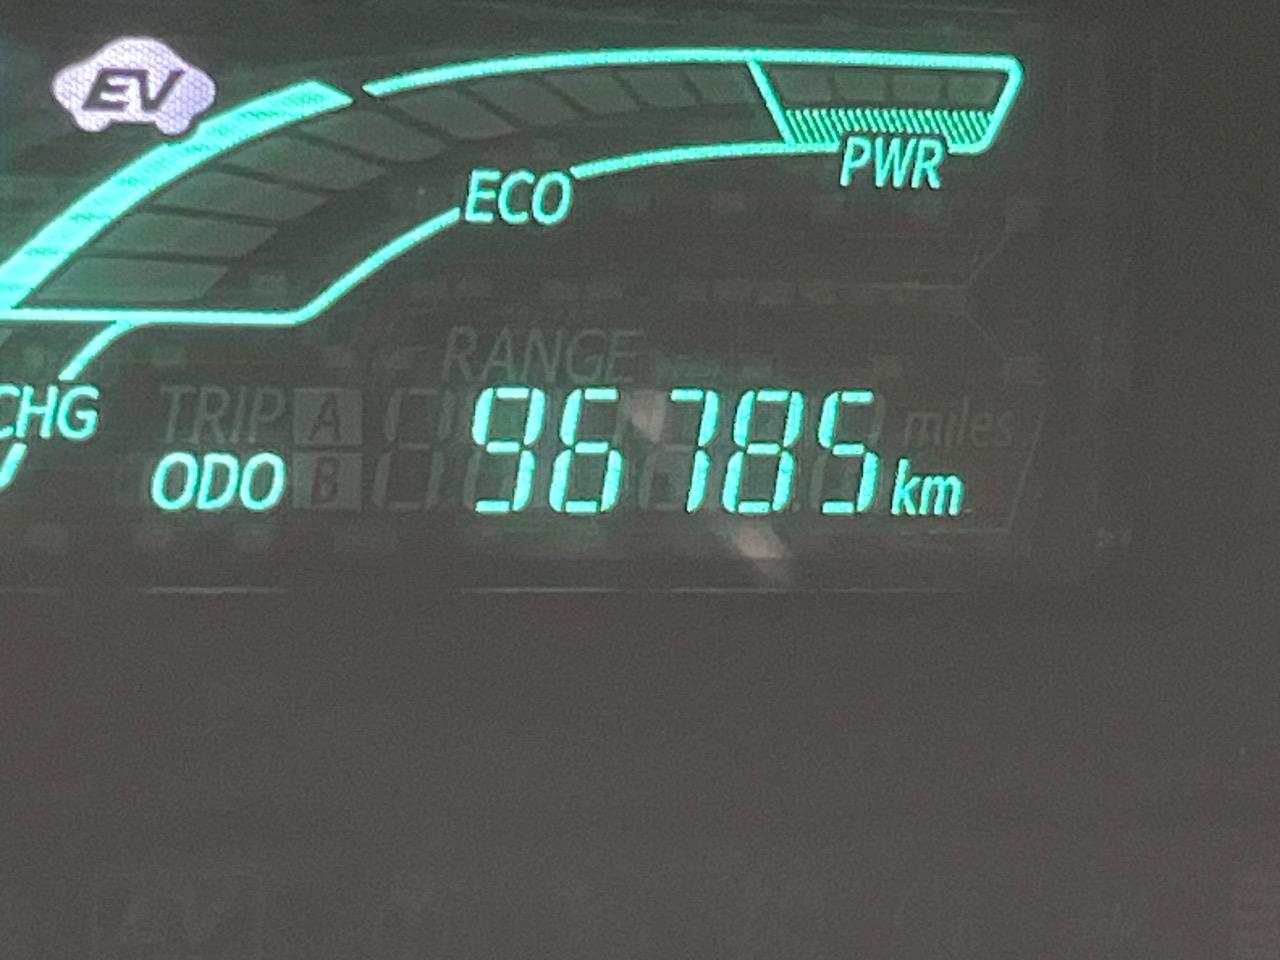 EV
PWR
ECO
RANGE
CHG
TRIP A miles
ODO B 96785 km